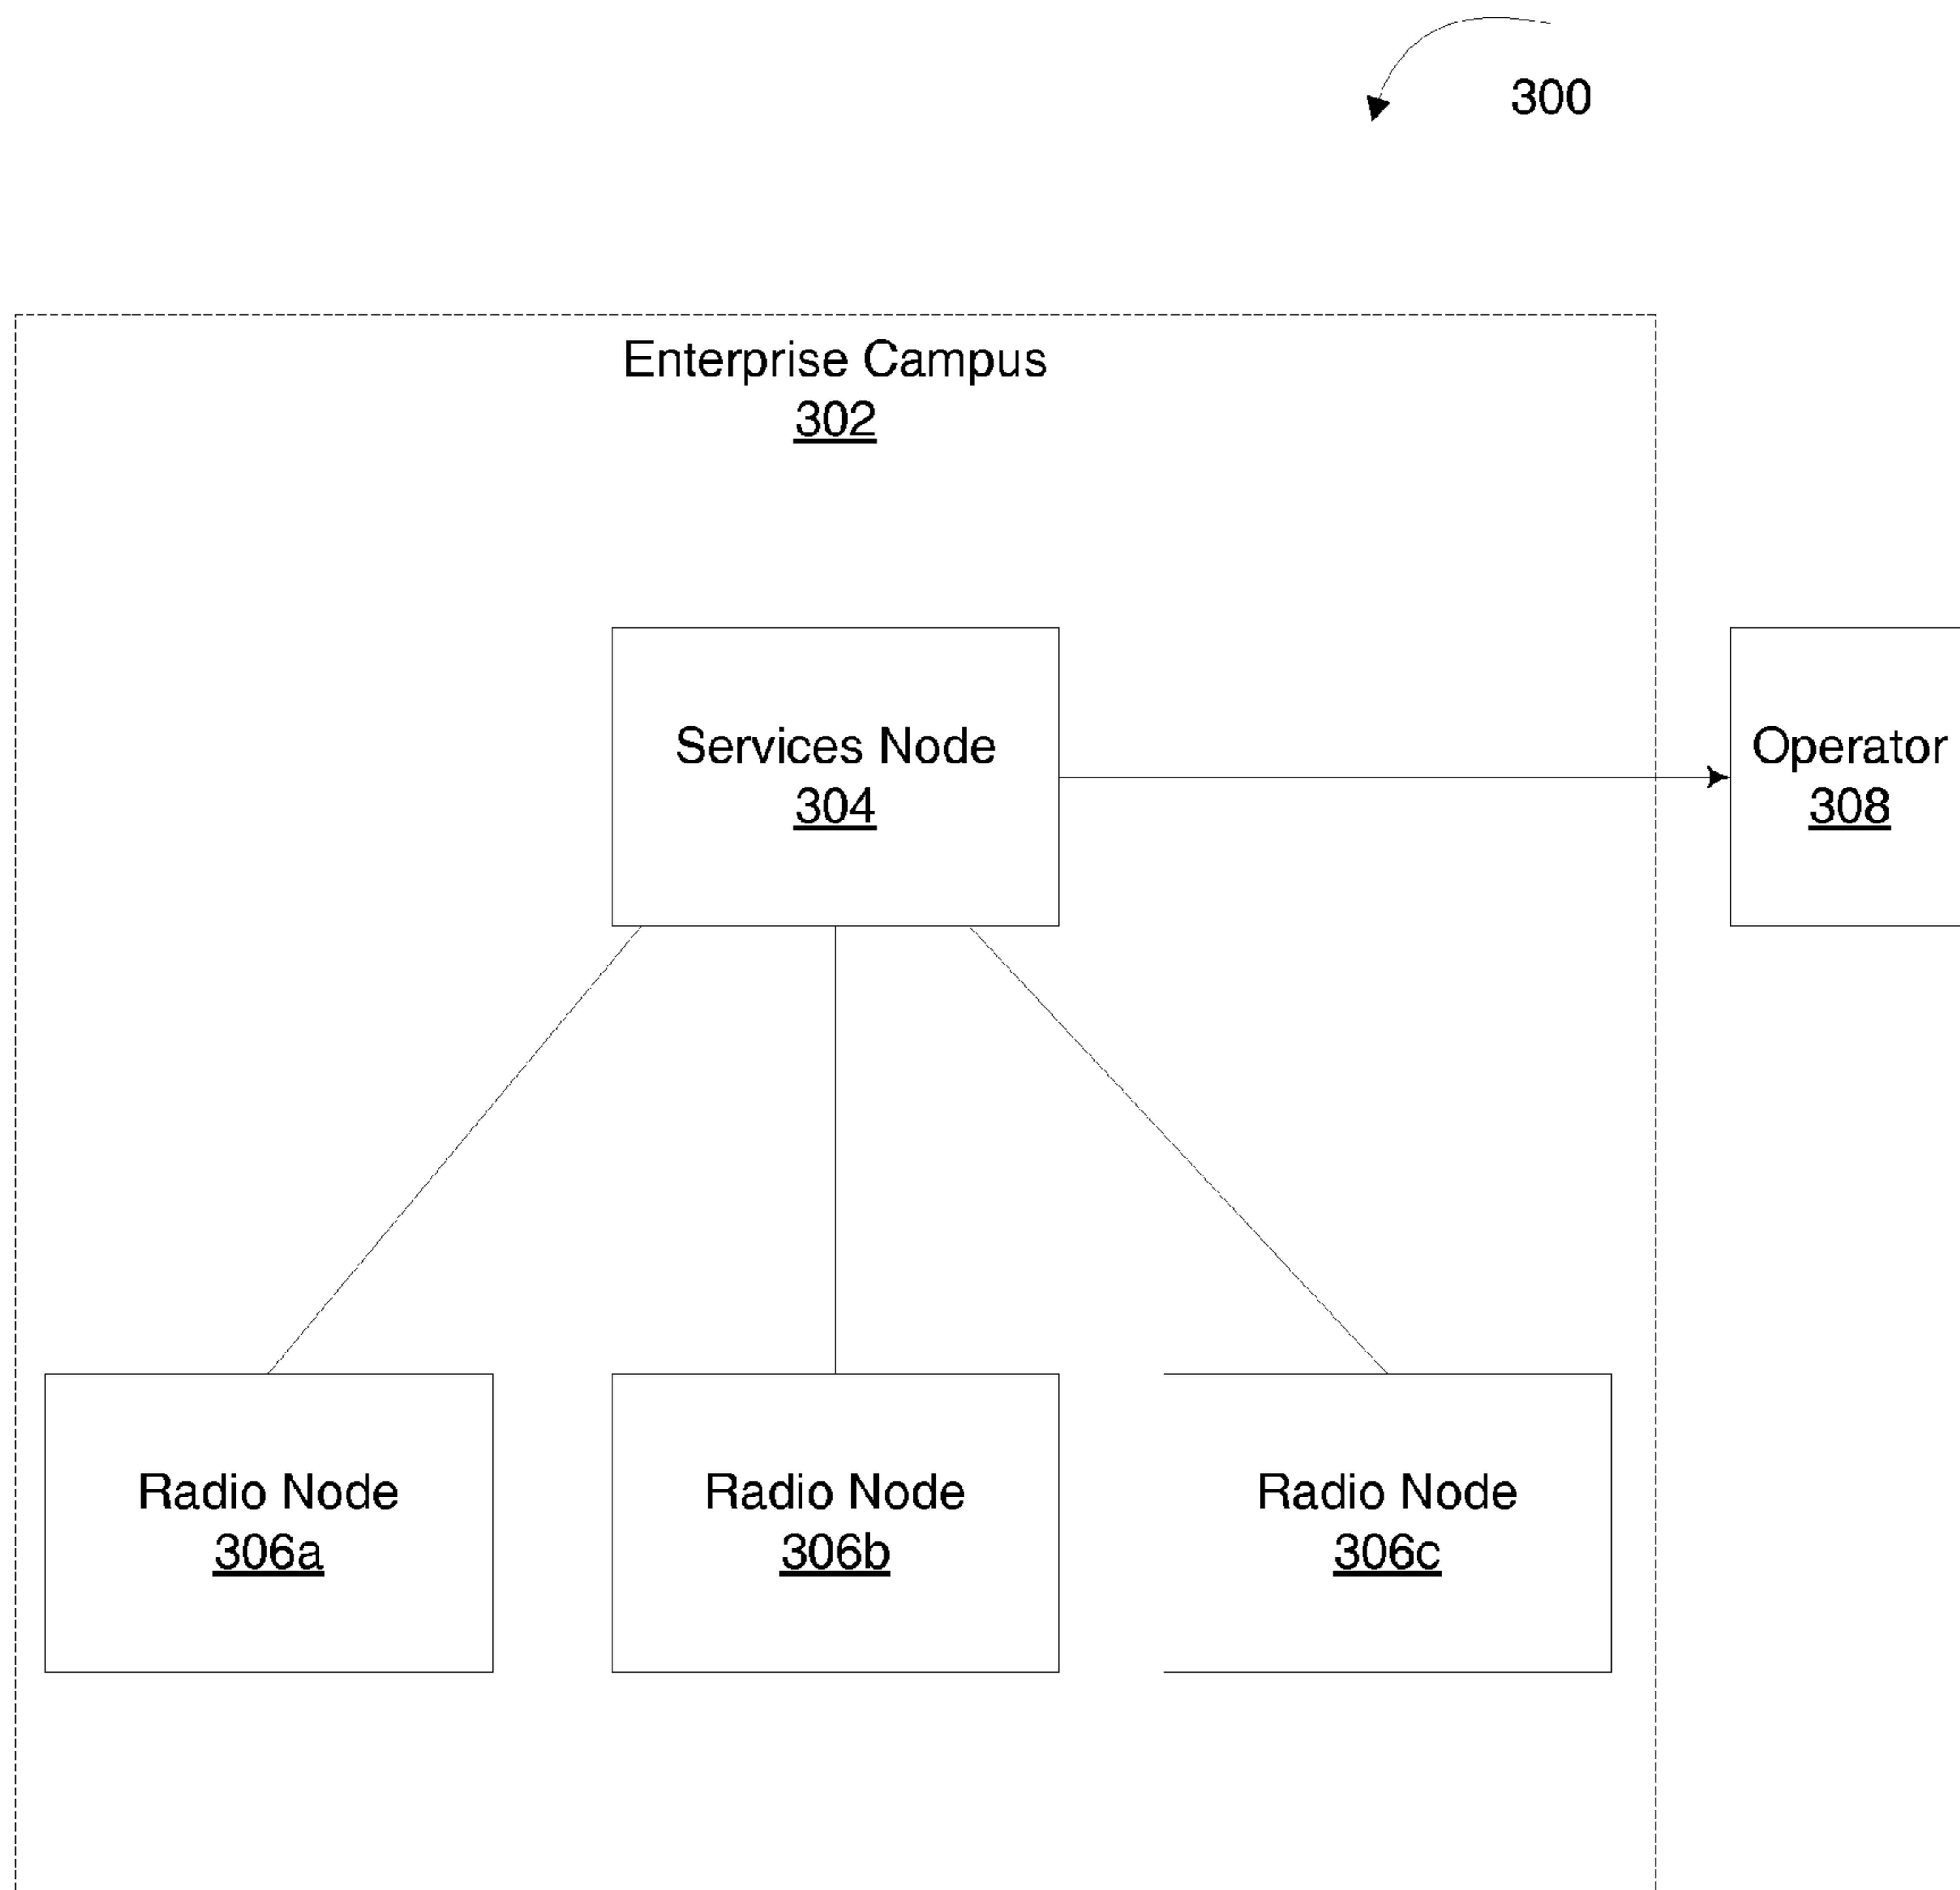 300
Enterprise Campus
302
Services Node
304
Operator
308
Radio Node
306a
Radio Node
306b
Radio Node
306c